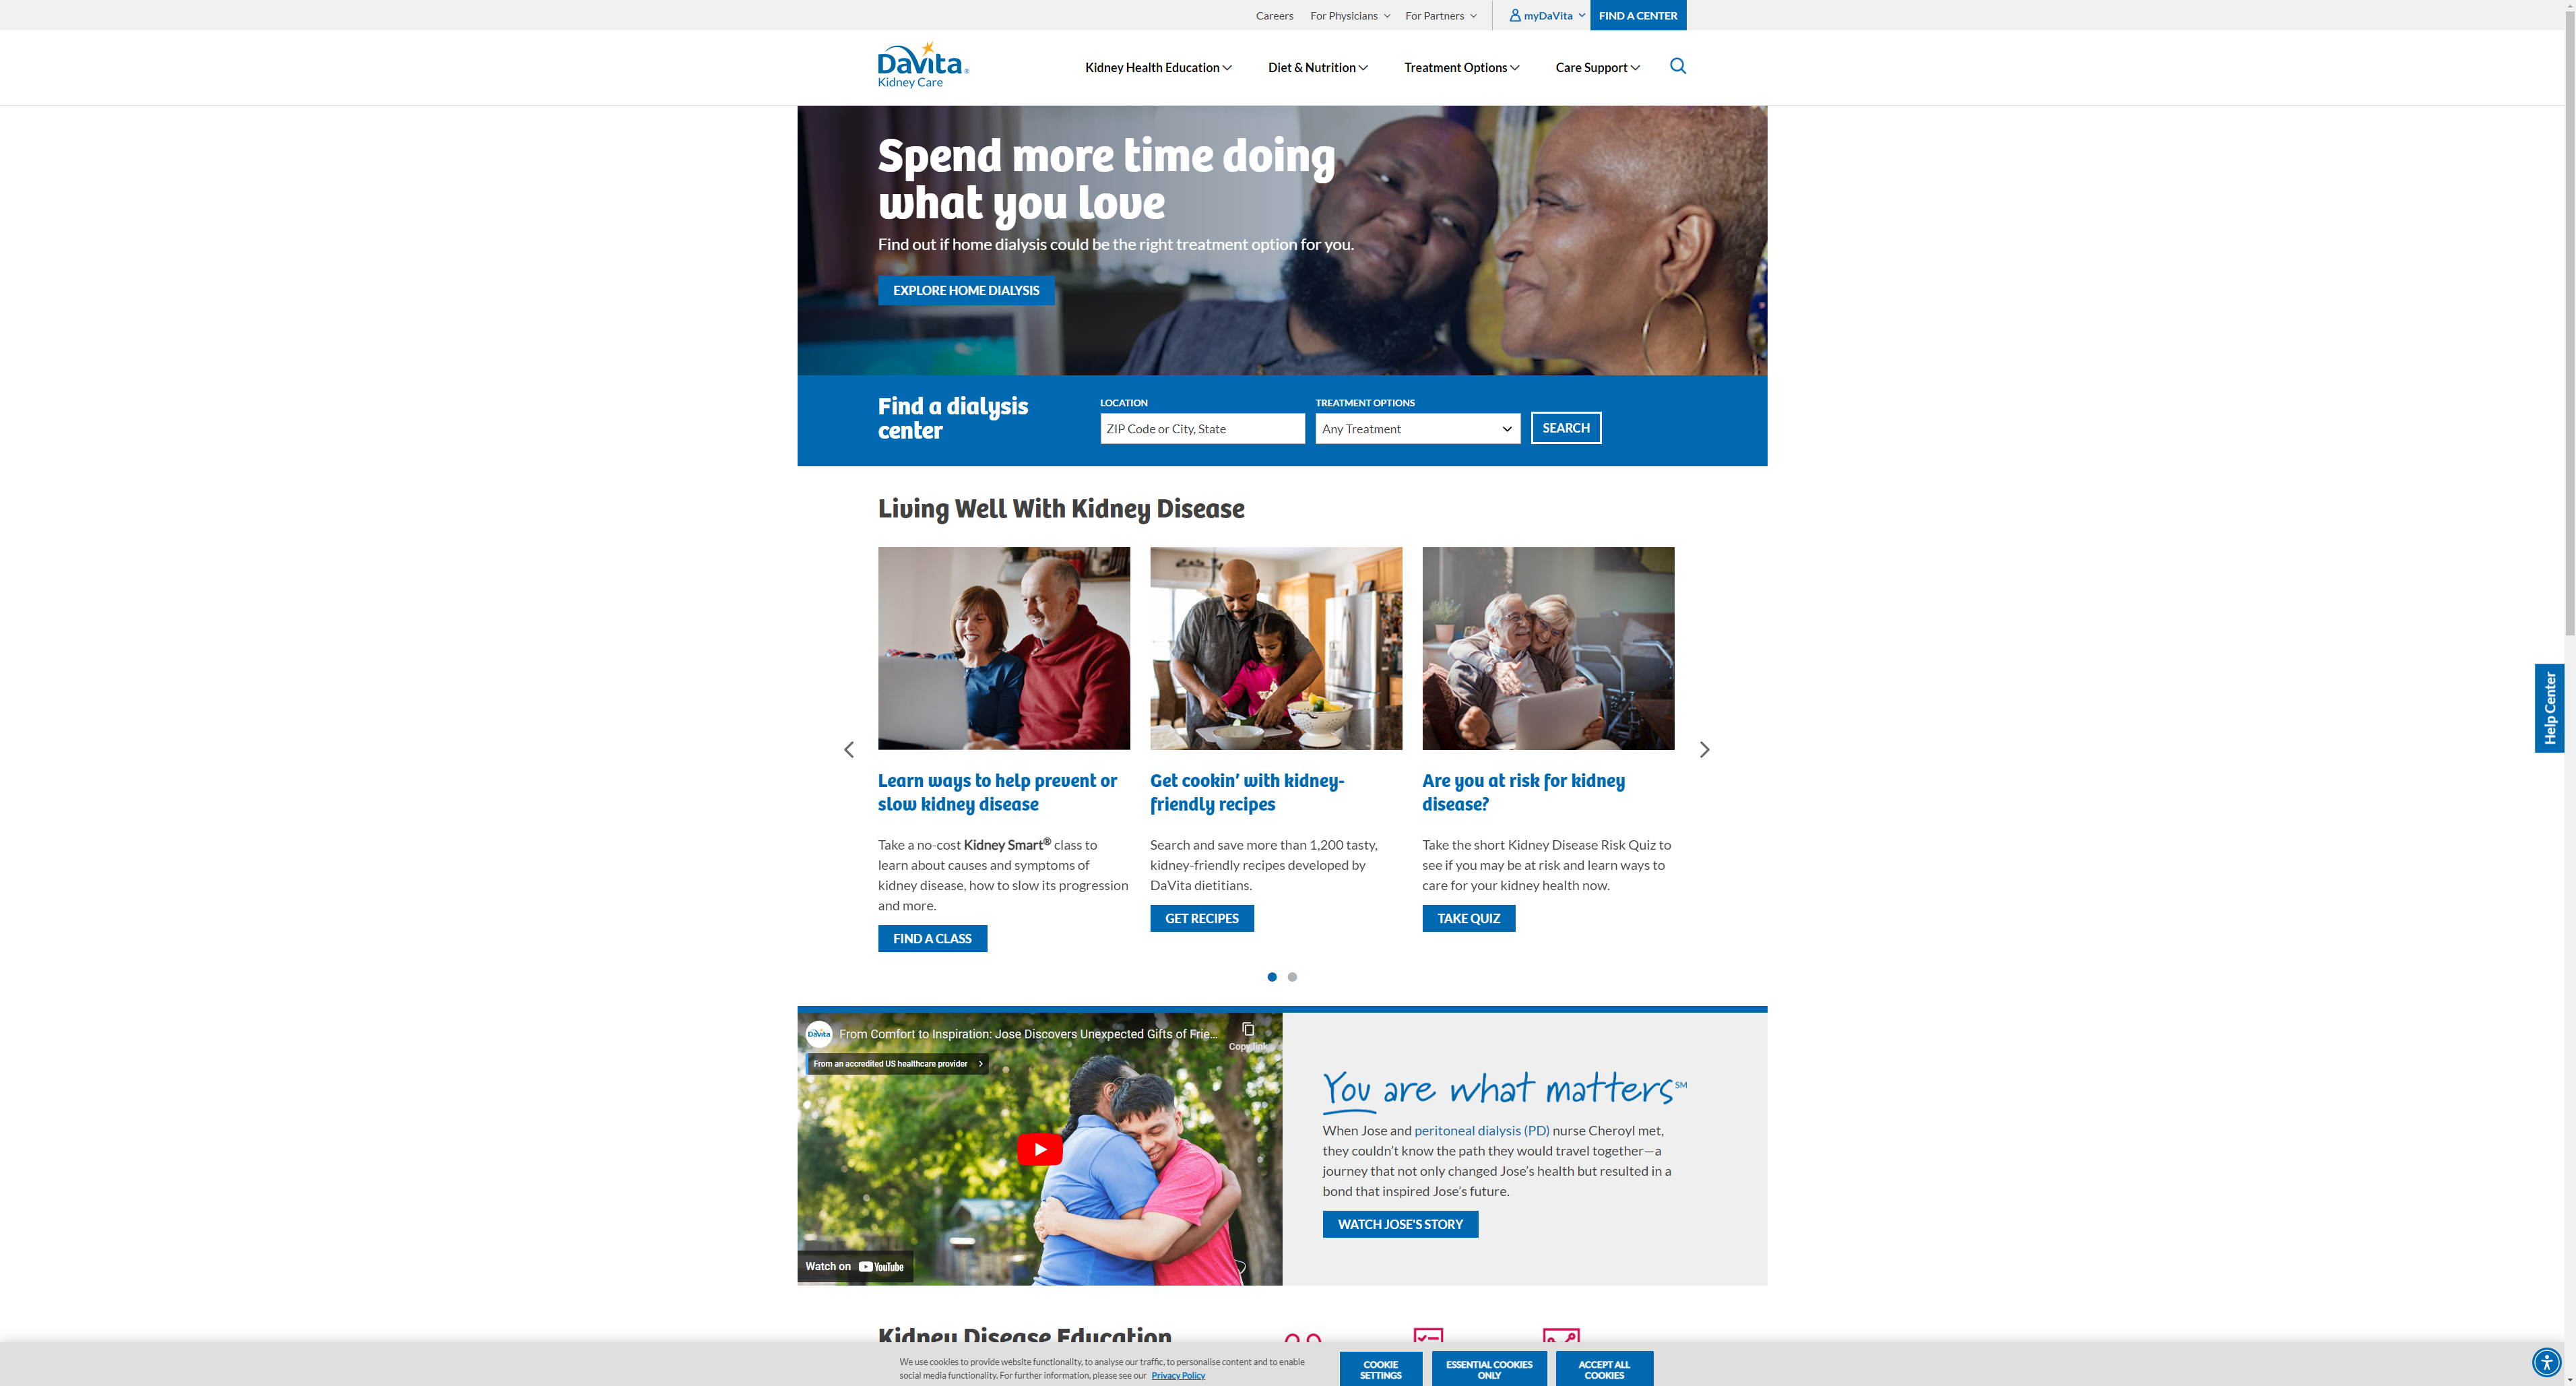 Careers For Physicians For Partners myDaVita FIND A CENTER
DaVita®
Kidney Care
Kidney Health Education Diet & Nutrition Treatment Options Care Support
Spend more time doing
what you love
Find out if home dialysis could be the right treatment option for you.
EXPLORE HOME DIALYSIS
Find a dialysis
center
LOCATION
ZIP Code or City, State
TREATMENT OPTIONS
Any Treatment
SEARCH
Living Well With Kidney Disease
Learn ways to help prevent or
slow kidney disease
Take a no-cost Kidney Smart® class to
learn about causes and symptoms of
kidney disease, how to slow its progression
and more.
FIND A CLASS
Get cookin’ with kidney-
friendly recipes
Search and save more than 1,200 tasty,
kidney-friendly recipes developed by
DaVita dietitians.
GET RECIPES
Are you at risk for kidney
disease?
Take the short Kidney Disease Risk Quiz to
see if you may be at risk and learn ways to
care for your kidney health now.
TAKE QUIZ
Help Center
DaVita
From Comfort to Inspiration: Jose Discovers Unexpected Gifts of Frie...
Copy link
From an accredited US healthcare provider
Watch on YouTube
You are what matters SM
When Jose and peritoneal dialysis (PD) nurse Cheroyl met,
they couldn’t know the path they would travel together—a
journey that not only changed Jose’s health but resulted in a
bond that inspired Jose’s future.
WATCH JOSE'S STORY
Kidney Disease Education
We use cookies to provide website functionality, to analyse our traffic, to personalise content and to enable
social media functionality. For further information, please see our Privacy Policy
COOKIE
SETTINGS
ESSENTIAL COOKIES
ONLY
ACCEPT ALL
COOKIES